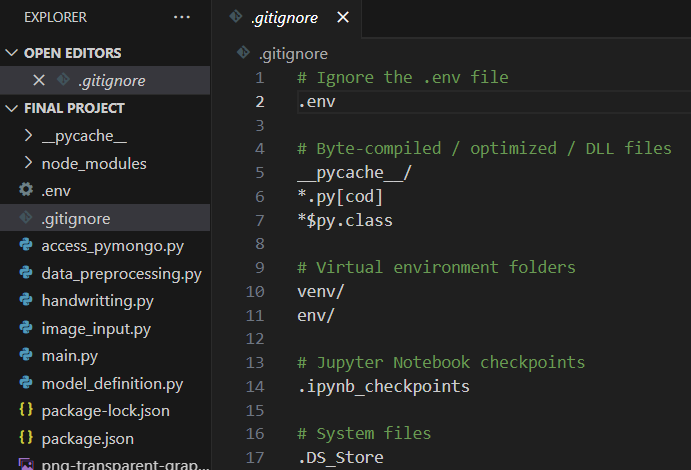 EXPLORER
OPEN EDITORS
.gitignore
FINAL PROJECT
__pycache__
node_modules
.env
.gitignore
access_pymongo.py
data_preprocessing.py
handwritting.py
image_input.py
main.py
model_definition.py
package-lock.json
package.json
png-transparent-grap...
.gitignore
.gitignore
1 # Ignore the .env file
2 .env
3
4 # Byte-compiled / optimized / DLL files
5 __pycache__/
6 *.py[cod]
7 *$py.class
8
9 # Virtual environment folders
10 venv/
11 env/
12
13 # Jupyter Notebook checkpoints
14 .ipynb_checkpoints
15
16 # System files
17 .DS_Store